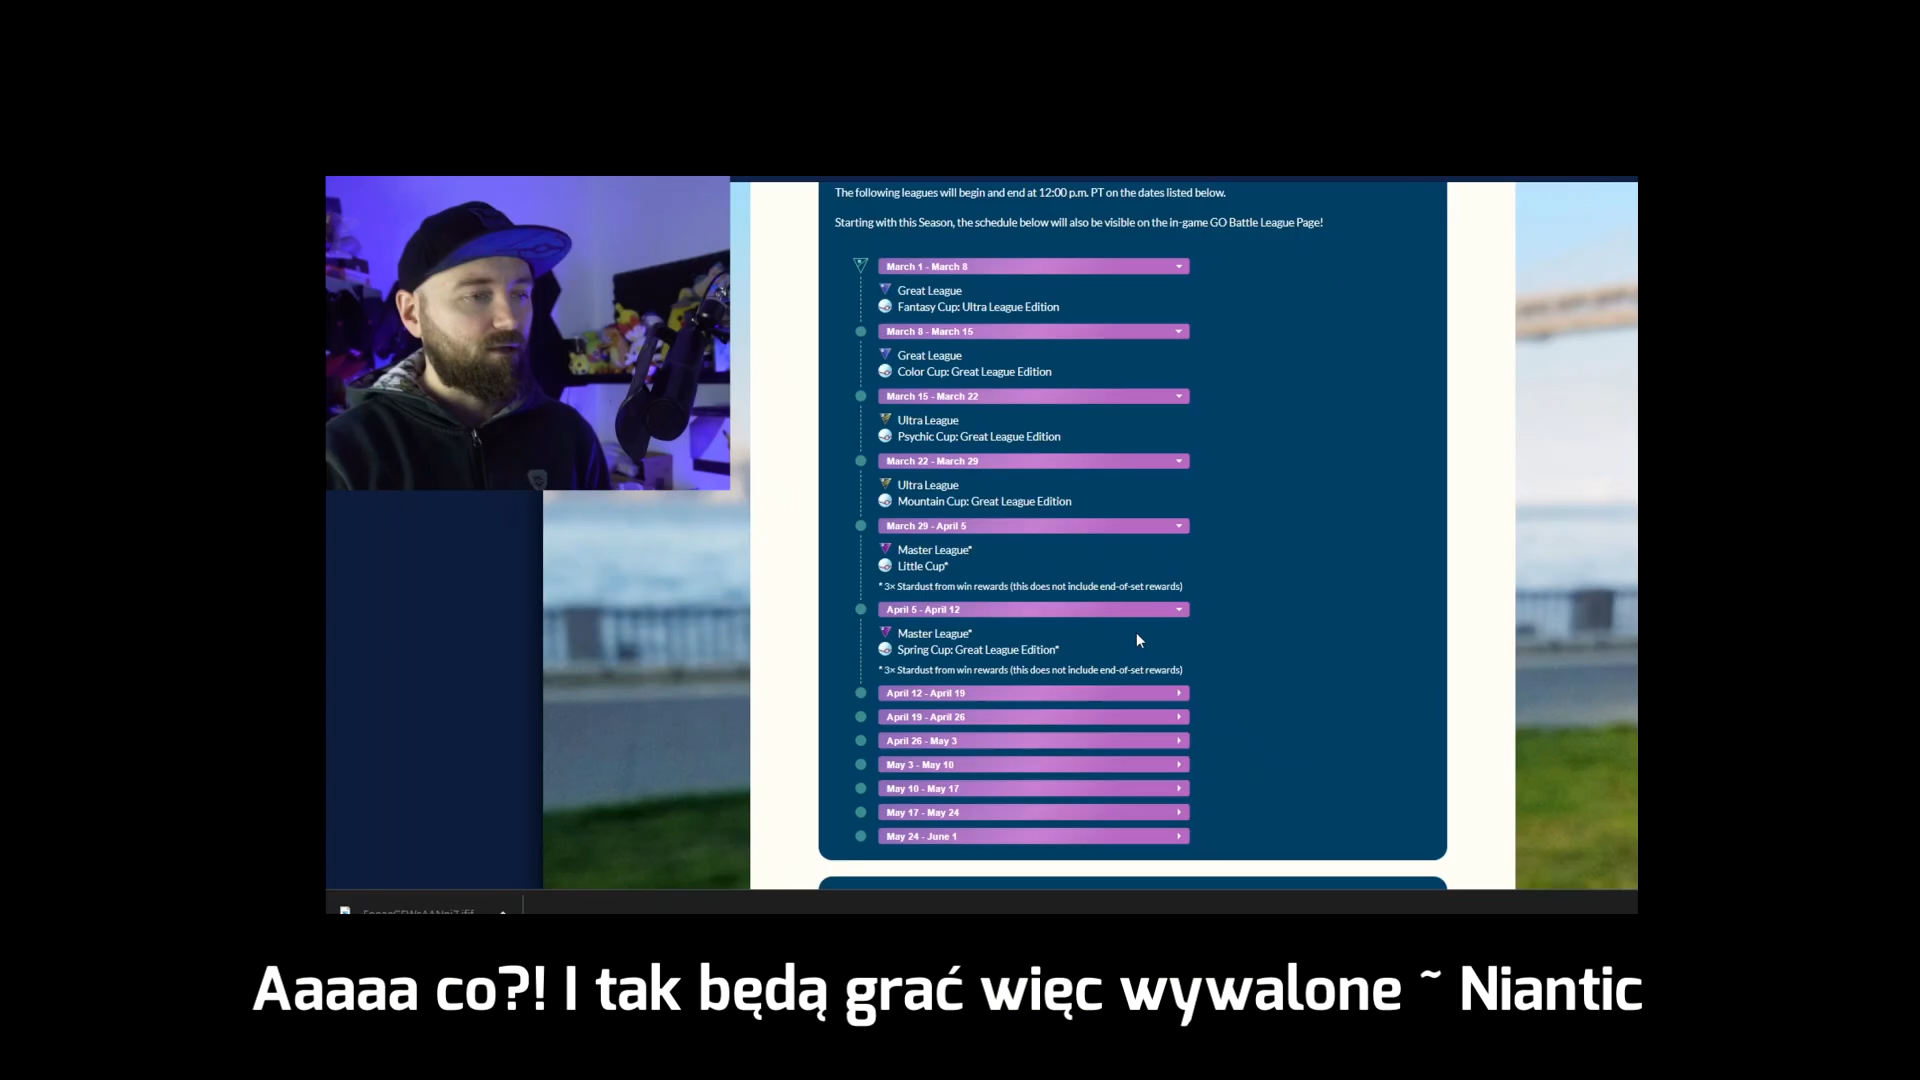 The following leagues will begin and end at 12:00 p.m. PT on the dates listed below.
Starting with this Season, the schedule below will also be visible on the in-game GO Battle League Page!
March 1 - March 8
Great League
Fantasy Cup: Ultra League Edition
March 8 - March 15
Great League
Color Cup: Great League Edition
March 15 - March 22
Ultra League
Psychic Cup: Great League Edition
March 22 - March 29
Ultra League
Mountain Cup: Great League Edition
March 29 - April 5
Master League*
Little Cup*
* 3× Stardust from win rewards (this does not include end-of-set rewards)
April 5 - April 12
Master League*
Spring Cup: Great League Edition*
* 3× Stardust from win rewards (this does not include end-of-set rewards)
April 12 - April 19
April 19 - April 26
April 26 - May 3
May 3 - May 10
May 10 - May 17
May 17 - May 24
May 24 - June 1
Aaaaa co?! I tak będą grać więc wywalone ~ Niantic